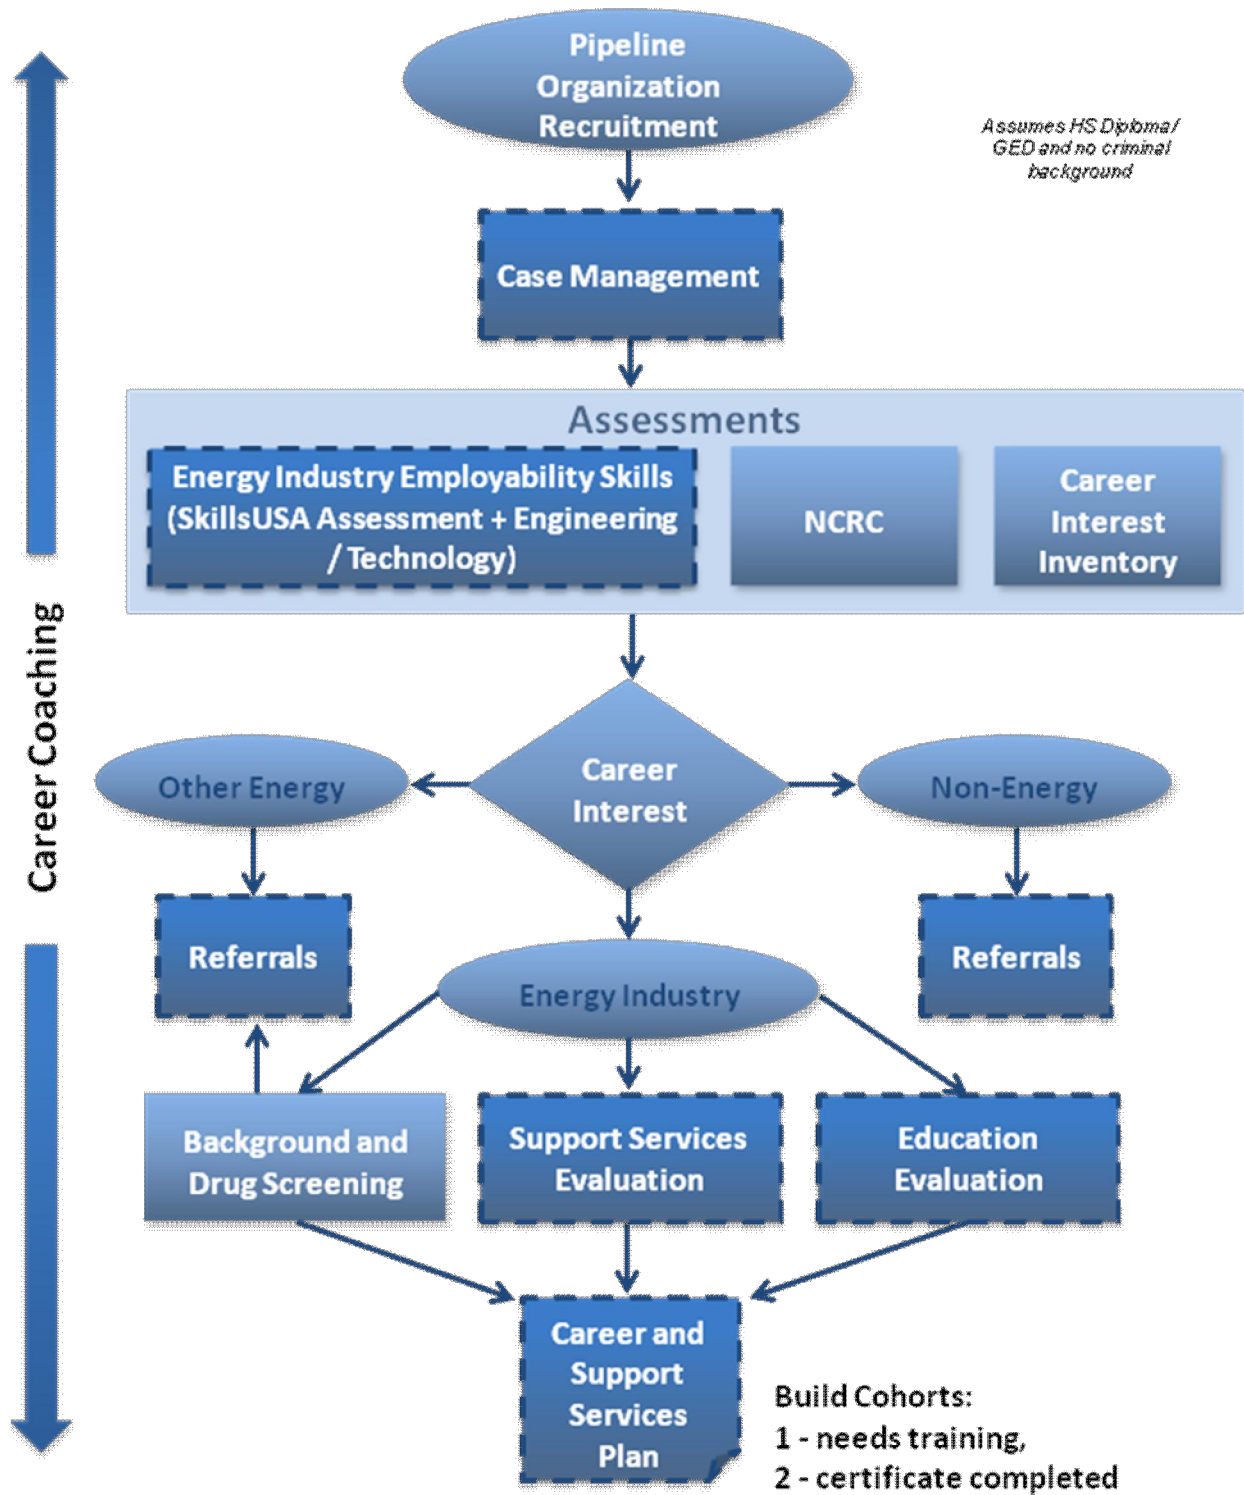 Pipeline
Organization
Recruitment
Assumes HS Diploma/
GED and no criminal
background
Case Management
Assessments
Energy Industry Employability Skills
(SkillsUSA Assessment + Engineering
/ Technology)
NCRC
Career
Interest
Inventory
Career Coaching
Career
Interest
Other Energy
Non-Energy
Referrals
Referrals
Energy Industry
Background and
Drug Screening
Support Services
Evaluation
Education
Evaluation
Career and
Support
Services
Plan
Build Cohorts:
1 - needs training,
2 - certificate completed